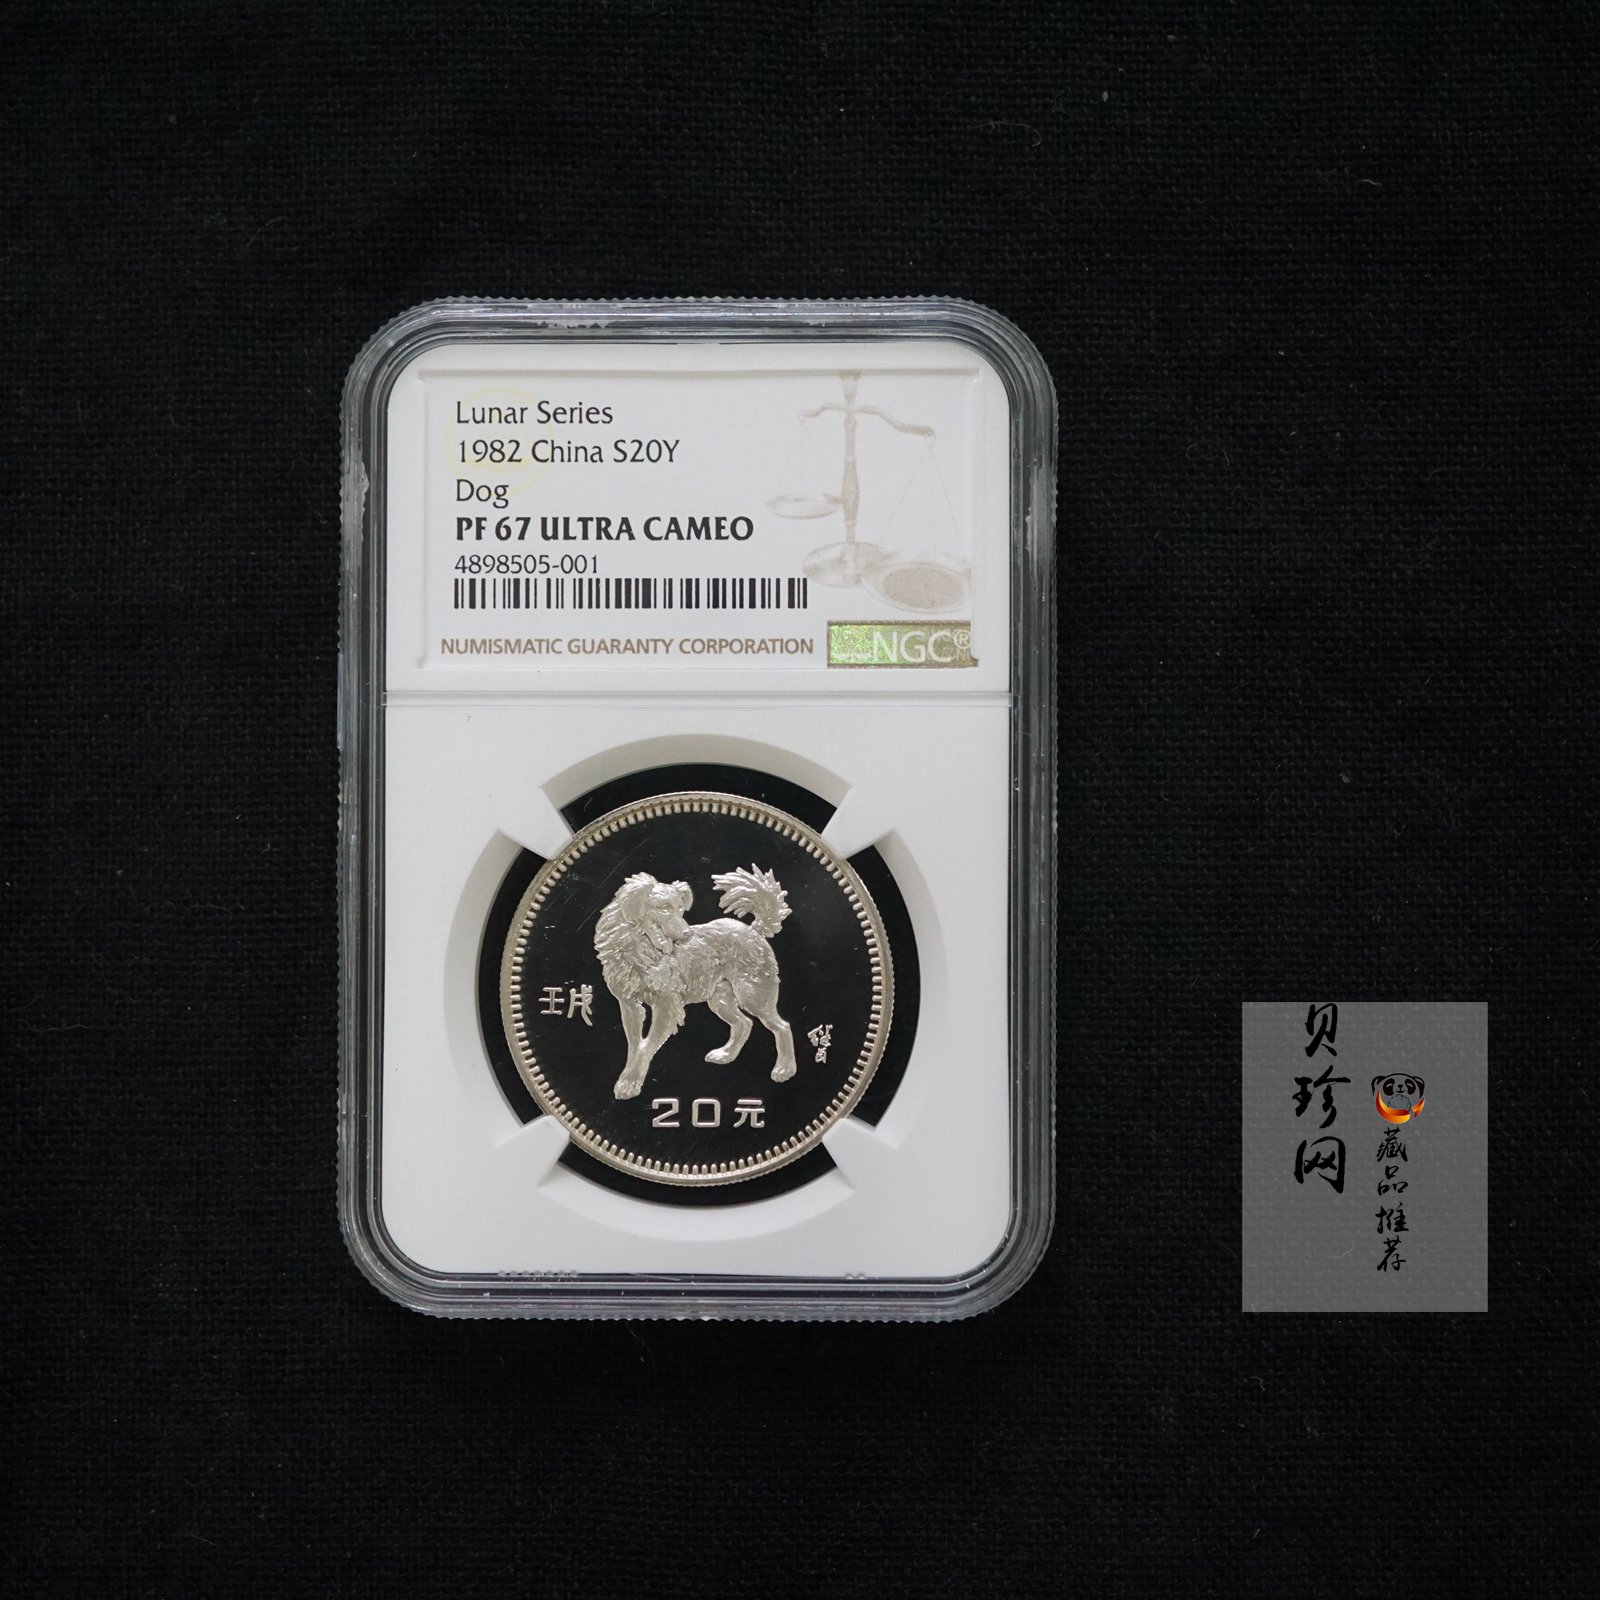 Lunar Series
1982 China S20Y
Dog
PF 67 ULTRA CAMEO
4898505-001
NUMISMATIC GUARANTY CORPORATION
NGC®
壬戌
20元
贝珍网
藏品推荐